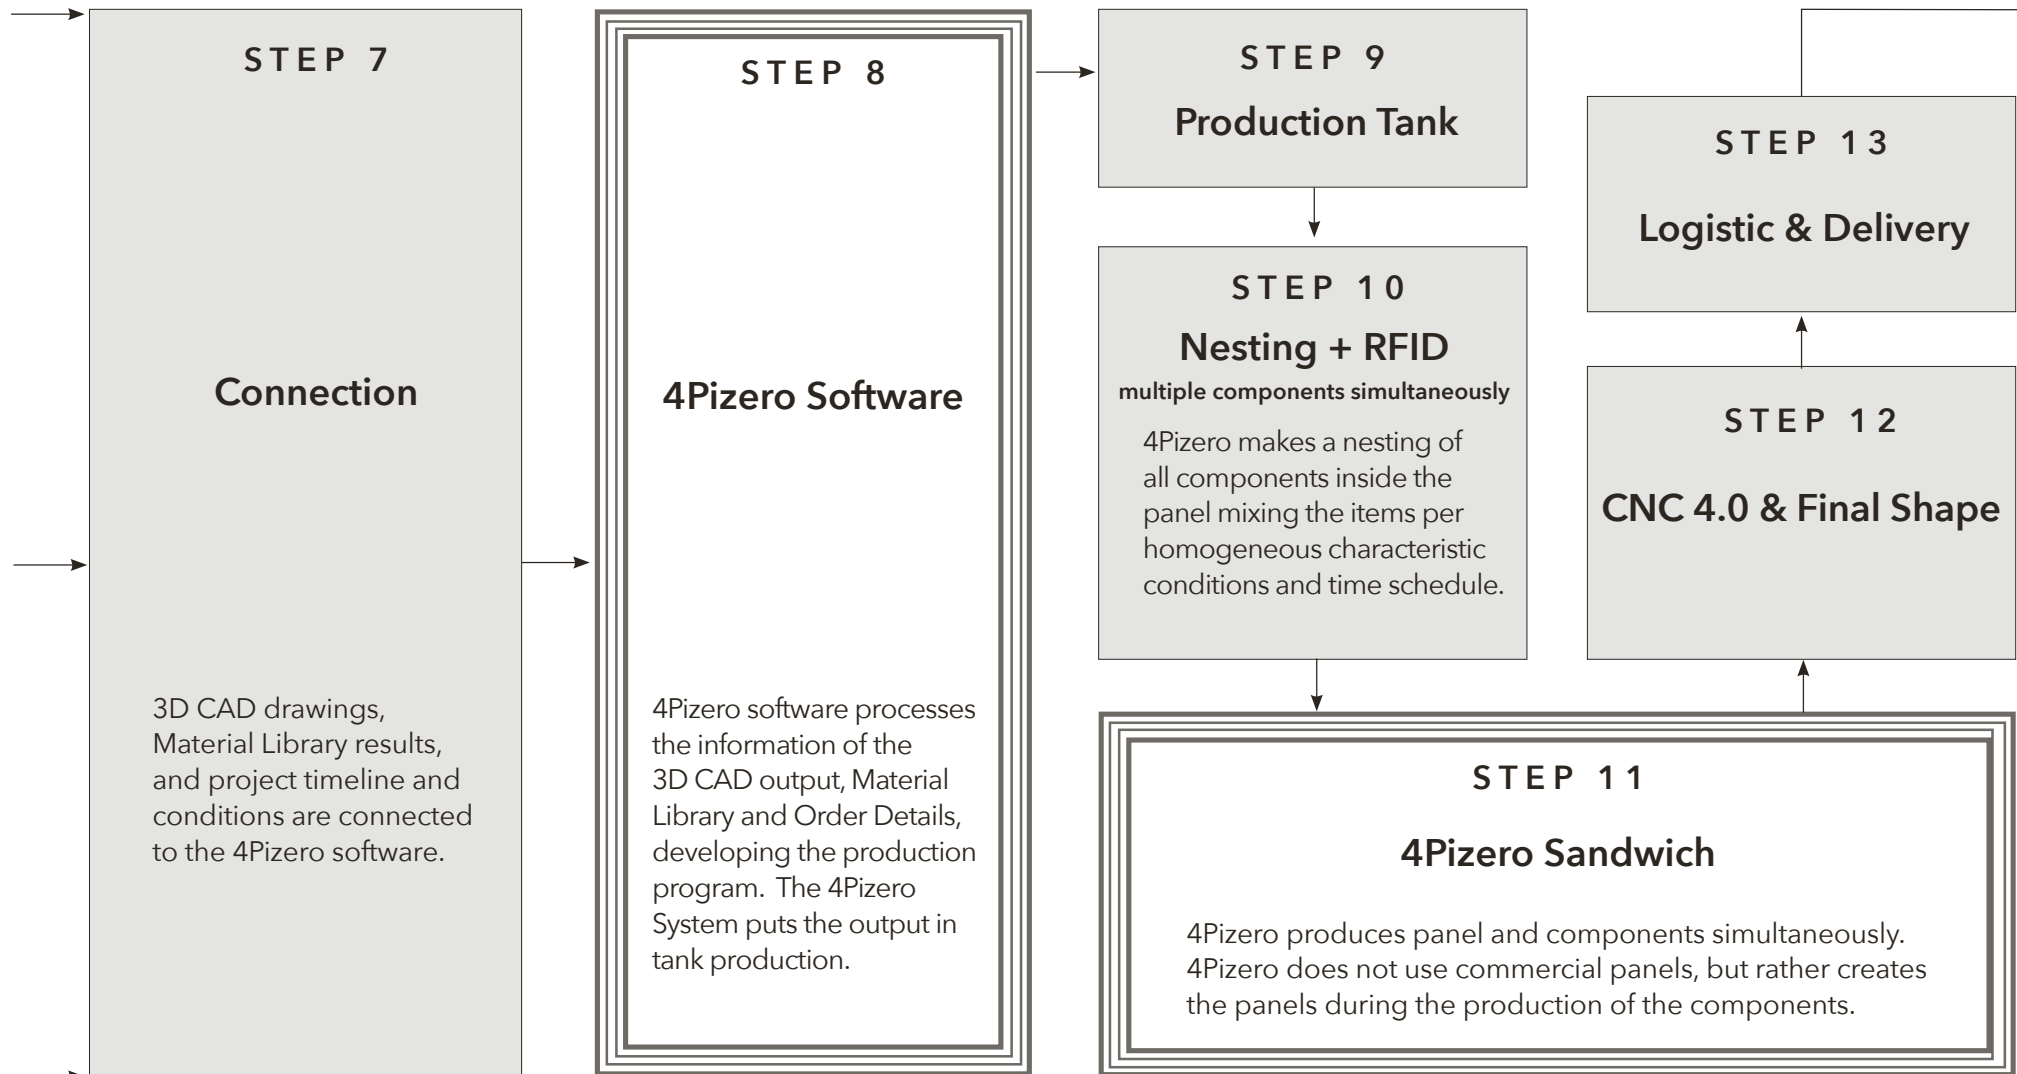 STEP 7
Connection
3D CAD drawings,
Material Library results,
and project timeline and
conditions are connected
to the 4Pizero software.
STEP 8
4Pizero Software
4Pizero software processes
the information of the
3D CAD output, Material
Library and Order Details,
developing the production
program. The 4Pizero
System puts the output in
tank production.
STEP 9
Production Tank
STEP 10
Nesting + RFID
multiple components simultaneously
4Pizero makes a nesting of
all components inside the
panel mixing the items per
homogeneous characteristic
conditions and time schedule.
STEP 11
4Pizero Sandwich
4Pizero produces panel and components simultaneously.
4Pizero does not use commercial panels, but rather creates
the panels during the production of the components.
STEP 12
CNC 4.0 & Final Shape
STEP 13
Logistic & Delivery